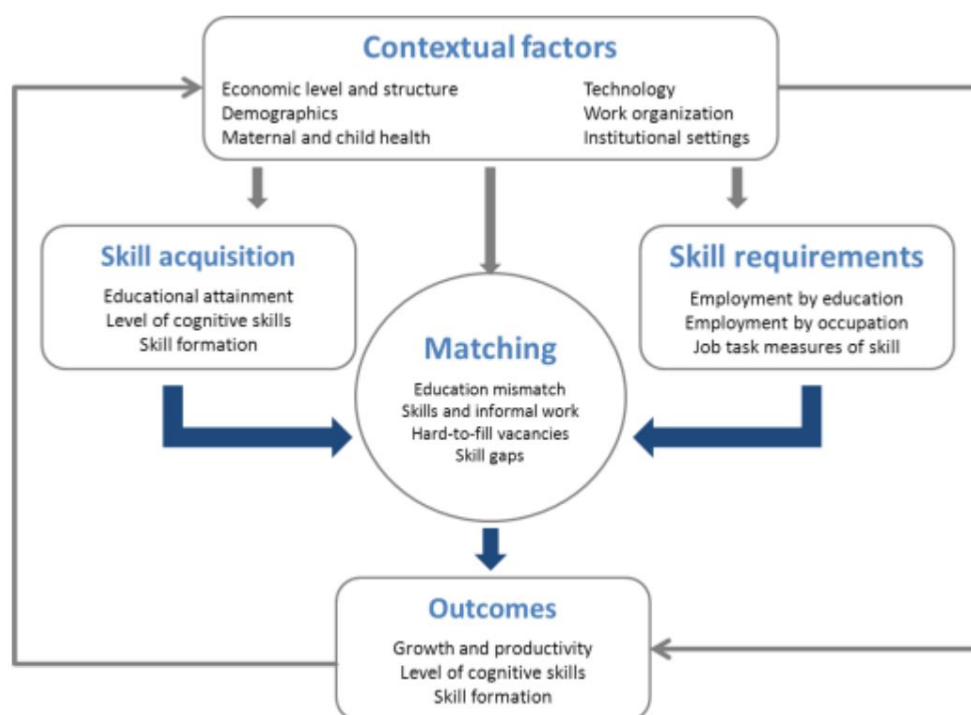 Contextual factors
Economic level and structure
Demographics
Maternal and child health
Technology
Work organization
Institutional settings
Skill acquisition
Educational attainment
Level of cognitive skills
Skill formation
Matching
Education mismatch
Skills and informal work
Hard-to-fill vacancies
Skill gaps
Skill requirements
Employment by education
Employment by occupation
Job task measures of skill
Outcomes
Growth and productivity
Level of cognitive skills
Skill formation